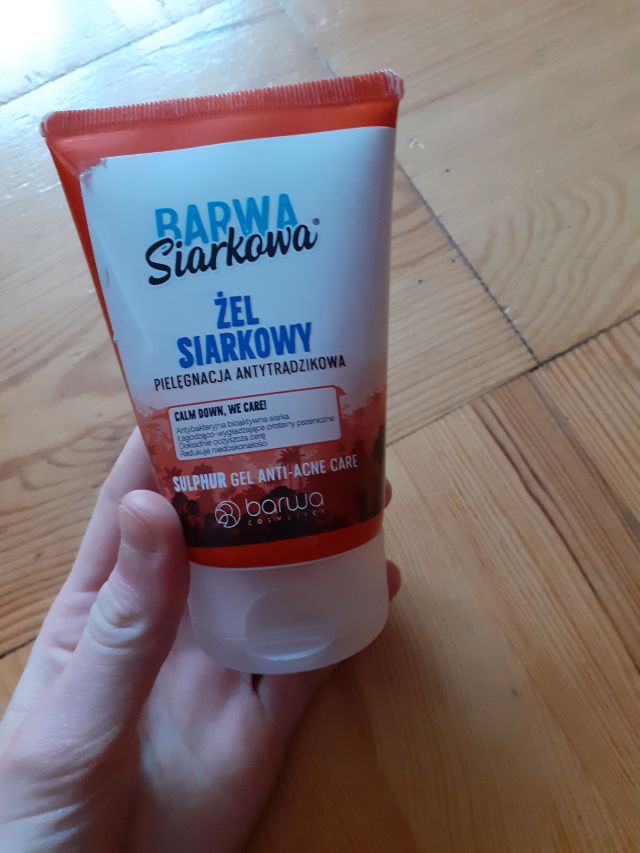 BARWA
Siarkowa®
ŻEL
SIARKOWY
PIELĘGNACJA ANTYTRĄDZIKOWA
CALM DOWN, WE CARE!
Antybakteryjna bioaktywna siarka
Łagodząco-wygładzające proteiny pszeniczne
Dokładnie oczyszcza cerę
Redukuje niedoskonałości
SULPHUR GEL ANTI-ACNE CARE
barwa
COSMETICS